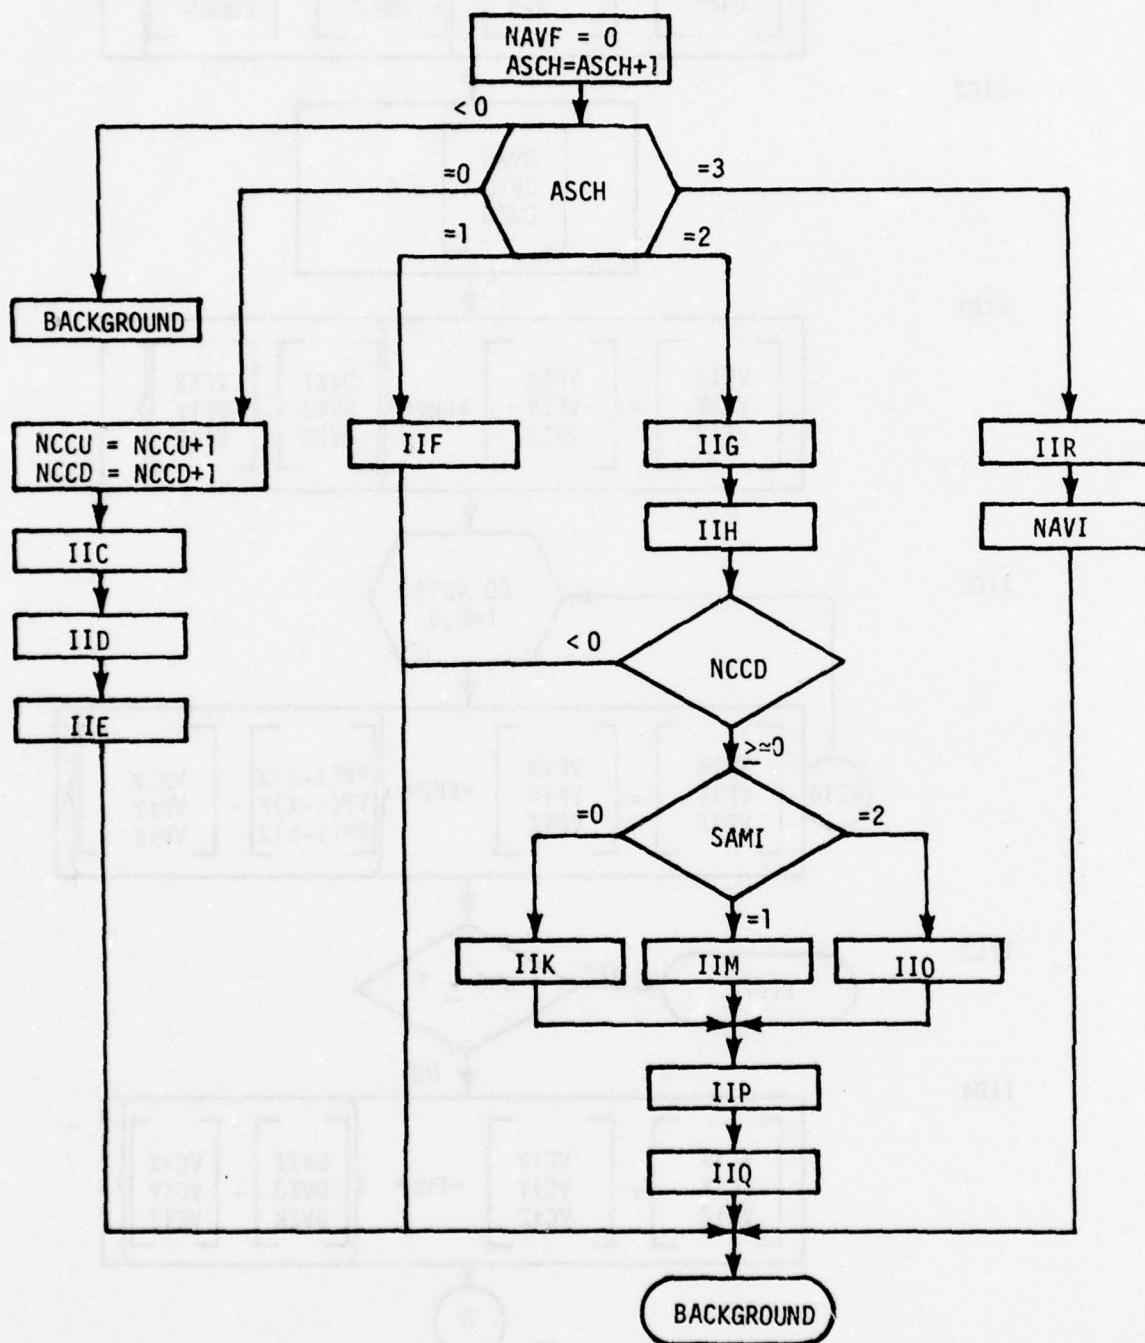 NAVF = 0
ASCH=ASCH+1
< 0
ASCH
=0
=3
=1
=2
BACKGROUND
NCCU = NCCU+1
NCCD = NCCD+1
IIF
IIG
IIR
IIC
IIH
NAVI
IID
< 0
NCCD
IIE
≥=0
=0
SAMI
=2
=1
IIK
IIM
IIO
IIP
IIQ
BACKGROUND